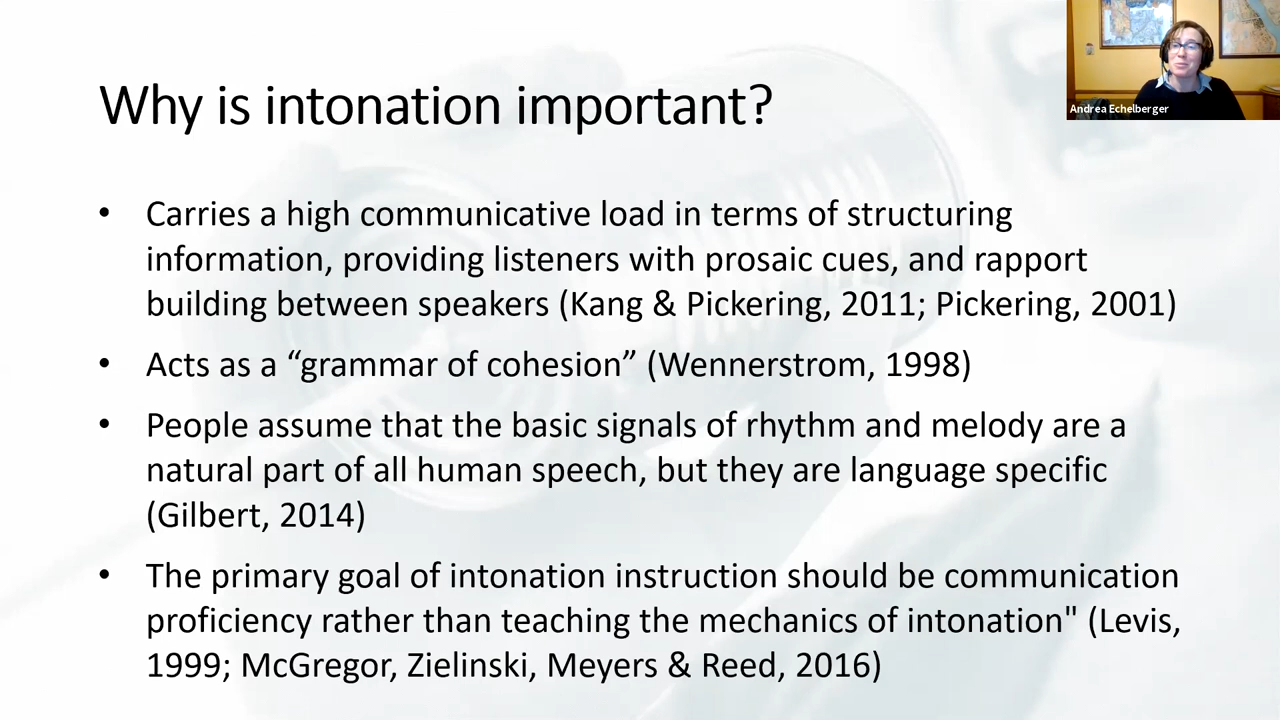 Why is intonation important?
Andrea Echelberger
• Carries a high communicative load in terms of structuring
information, providing listeners with prosaic cues, and rapport
building between speakers (Kang & Pickering, 2011; Pickering, 2001)
• Acts as a “grammar of cohesion” (Wennerstrom, 1998)
• People assume that the basic signals of rhythm and melody are a
natural part of all human speech, but they are language specific
(Gilbert, 2014)
• The primary goal of intonation instruction should be communication
proficiency rather than teaching the mechanics of intonation" (Levis,
1999; McGregor, Zielinski, Meyers & Reed, 2016)